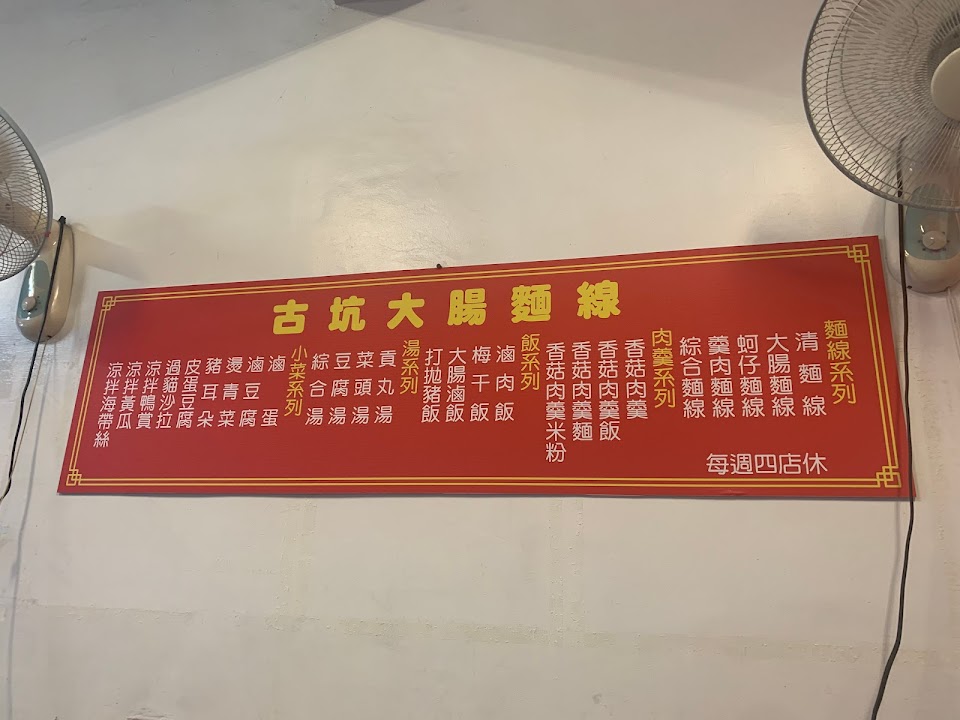 古坑大腸麵線
麵線系列
清麵線
大腸麵線
蚵仔麵線
羹肉麵線
綜合麵線
肉羹系列
香菇肉羹
香菇肉羹飯
香菇肉羹麵
香菇肉羹米粉
飯系列
滷肉飯
梅干飯
大腸滷飯
打拋豬飯
湯系列
貢丸湯
菜頭湯
豆腐湯
綜合湯
小菜系列
滷蛋
滷豆腐
燙青菜
豬耳朵
皮蛋豆腐
過貓沙拉
涼拌鴨賞
涼拌黃瓜
涼拌海帶絲
每週四店休